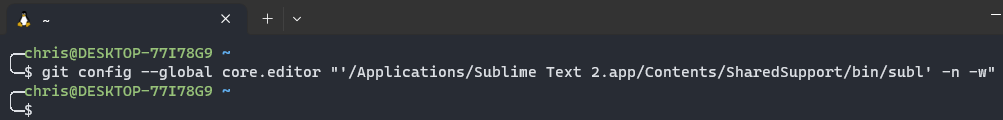 ~
chris@DESKTOP-77I78G9 ~
$ git config --global core.editor "'/Applications/Sublime Text 2.app/Contents/SharedSupport/bin/subl' -n -w"
chris@DESKTOP-77I78G9 ~
$